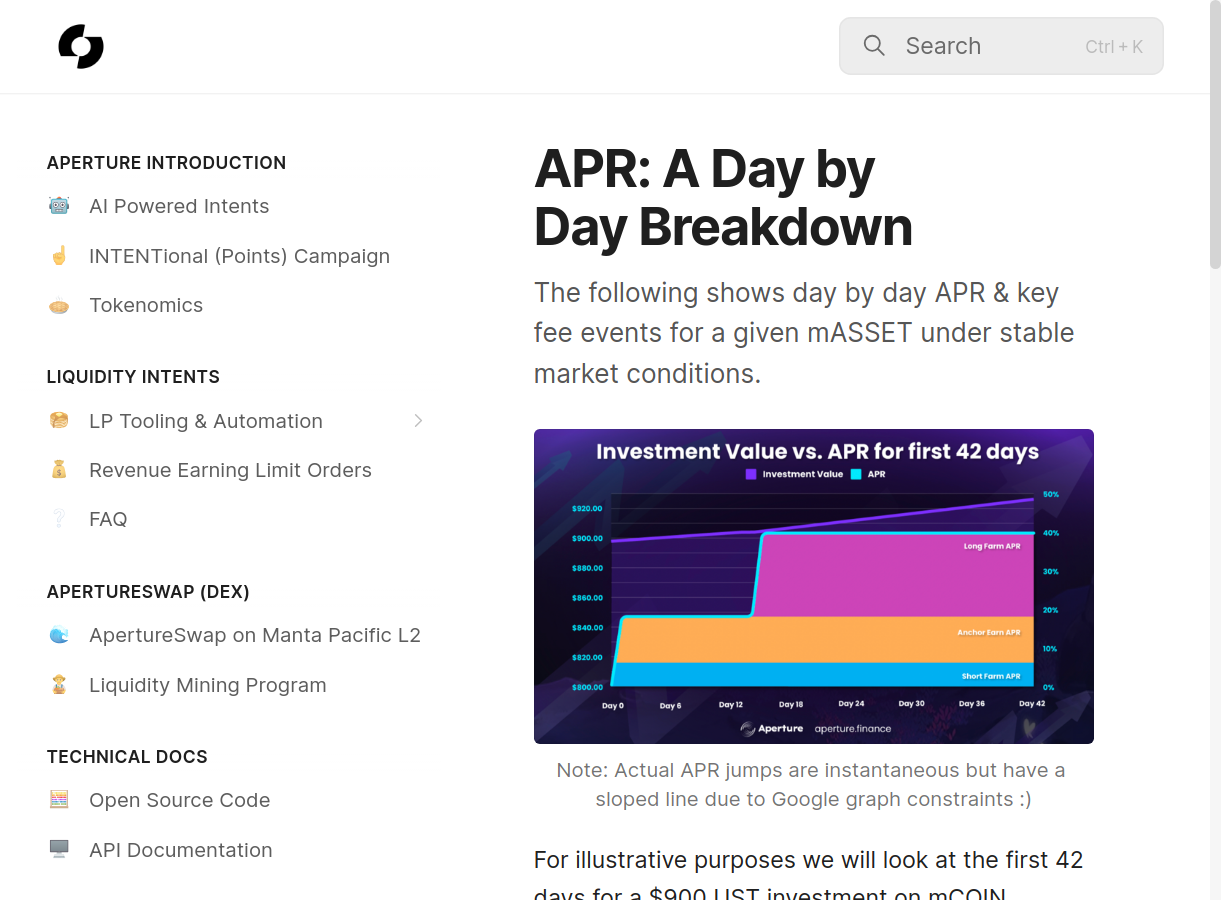 Search
Ctrl + K
APERTURE INTRODUCTION
AI Powered Intents
INTENTional (Points) Campaign
Tokenomics
LIQUIDITY INTENTS
LP Tooling & Automation
Revenue Earning Limit Orders
FAQ
APERTURESWAP (DEX)
ApertureSwap on Manta Pacific L2
Liquidity Mining Program
TECHNICAL DOCS
Open Source Code
API Documentation
APR: A Day by
Day Breakdown
The following shows day by day APR & key
fee events for a given mASSET under stable
market conditions.
Investment Value vs. APR for first 42 days
Investment Value APR
$920.00
$900.00
$880.00
$860.00
$840.00
$820.00
$800.00
50%
40%
30%
20%
10%
0%
Long Farm APR
Anchor Earn APR
Short Farm APR
Day 0 Day 6 Day 12 Day 18 Day 24 Day 30 Day 36 Day 42
Aperture aperture.finance
Note: Actual APR jumps are instantaneous but have a
sloped line due to Google graph constraints :)
For illustrative purposes we will look at the first 42
days for a $900 UST investment on mCOIN